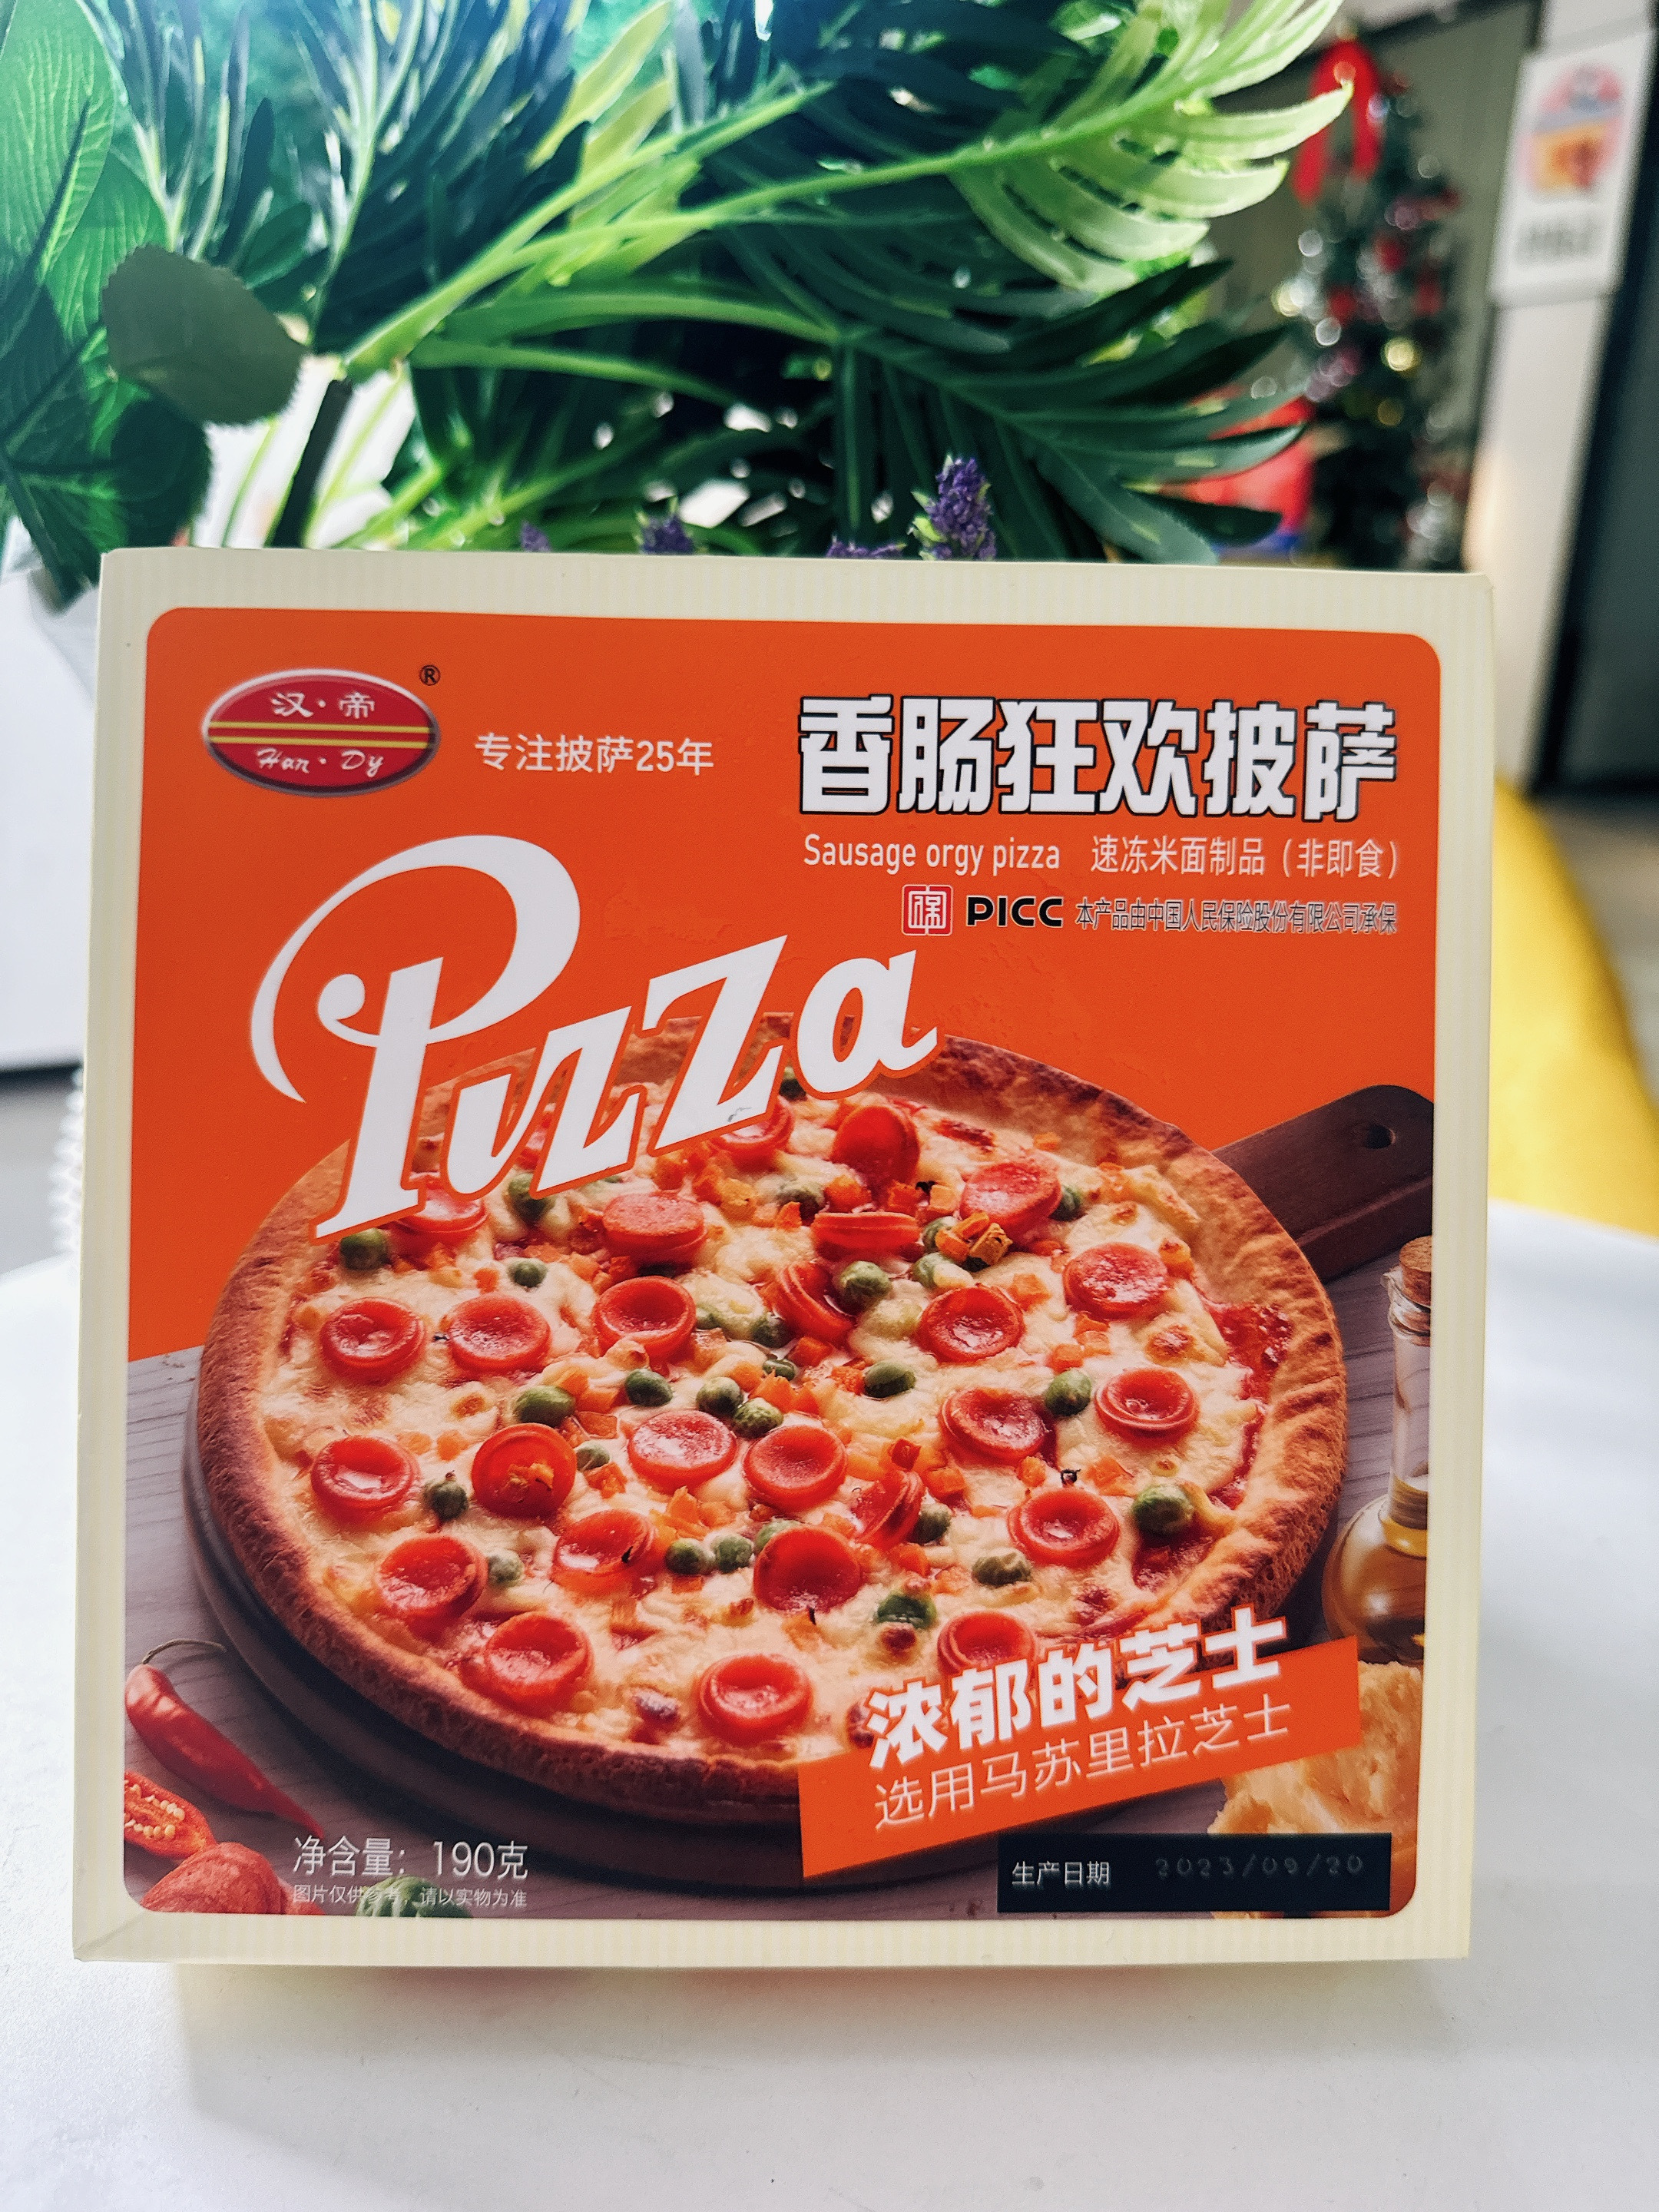 汉·帝
®
Han·Dy
专注披萨25年
香肠狂欢披萨
Sausage orgy pizza 速冻米面制品（非即食）
PICC 本产品由中国人民保险股份有限公司承保
Pizza
浓郁的芝士
选用马苏里拉芝士
净含量：190克
图片仅供参考，请以实物为准
生产日期 2023/09/20